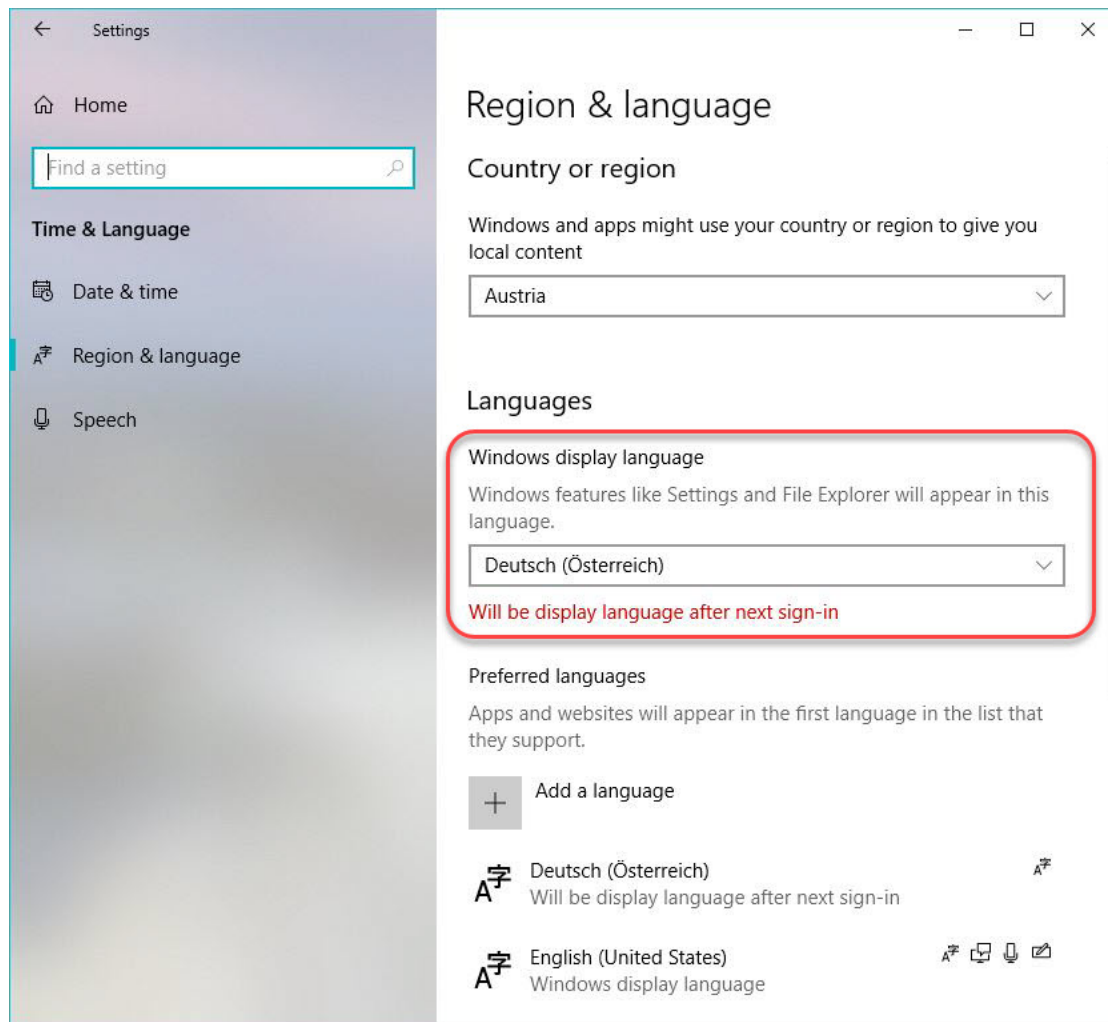 Settings
Home
Find a setting
Time & Language
Date & time
Region & language
Speech
Region & language
Country or region
Windows and apps might use your country or region to give you
local content
Austria
Languages
Windows display language
Windows features like Settings and File Explorer will appear in this
language.
Deutsch (Österreich)
Will be display language after next sign-in
Preferred languages
Apps and websites will appear in the first language in the list that
they support.
Add a language
Deutsch (Österreich)
Will be display language after next sign-in
English (United States)
Windows display language